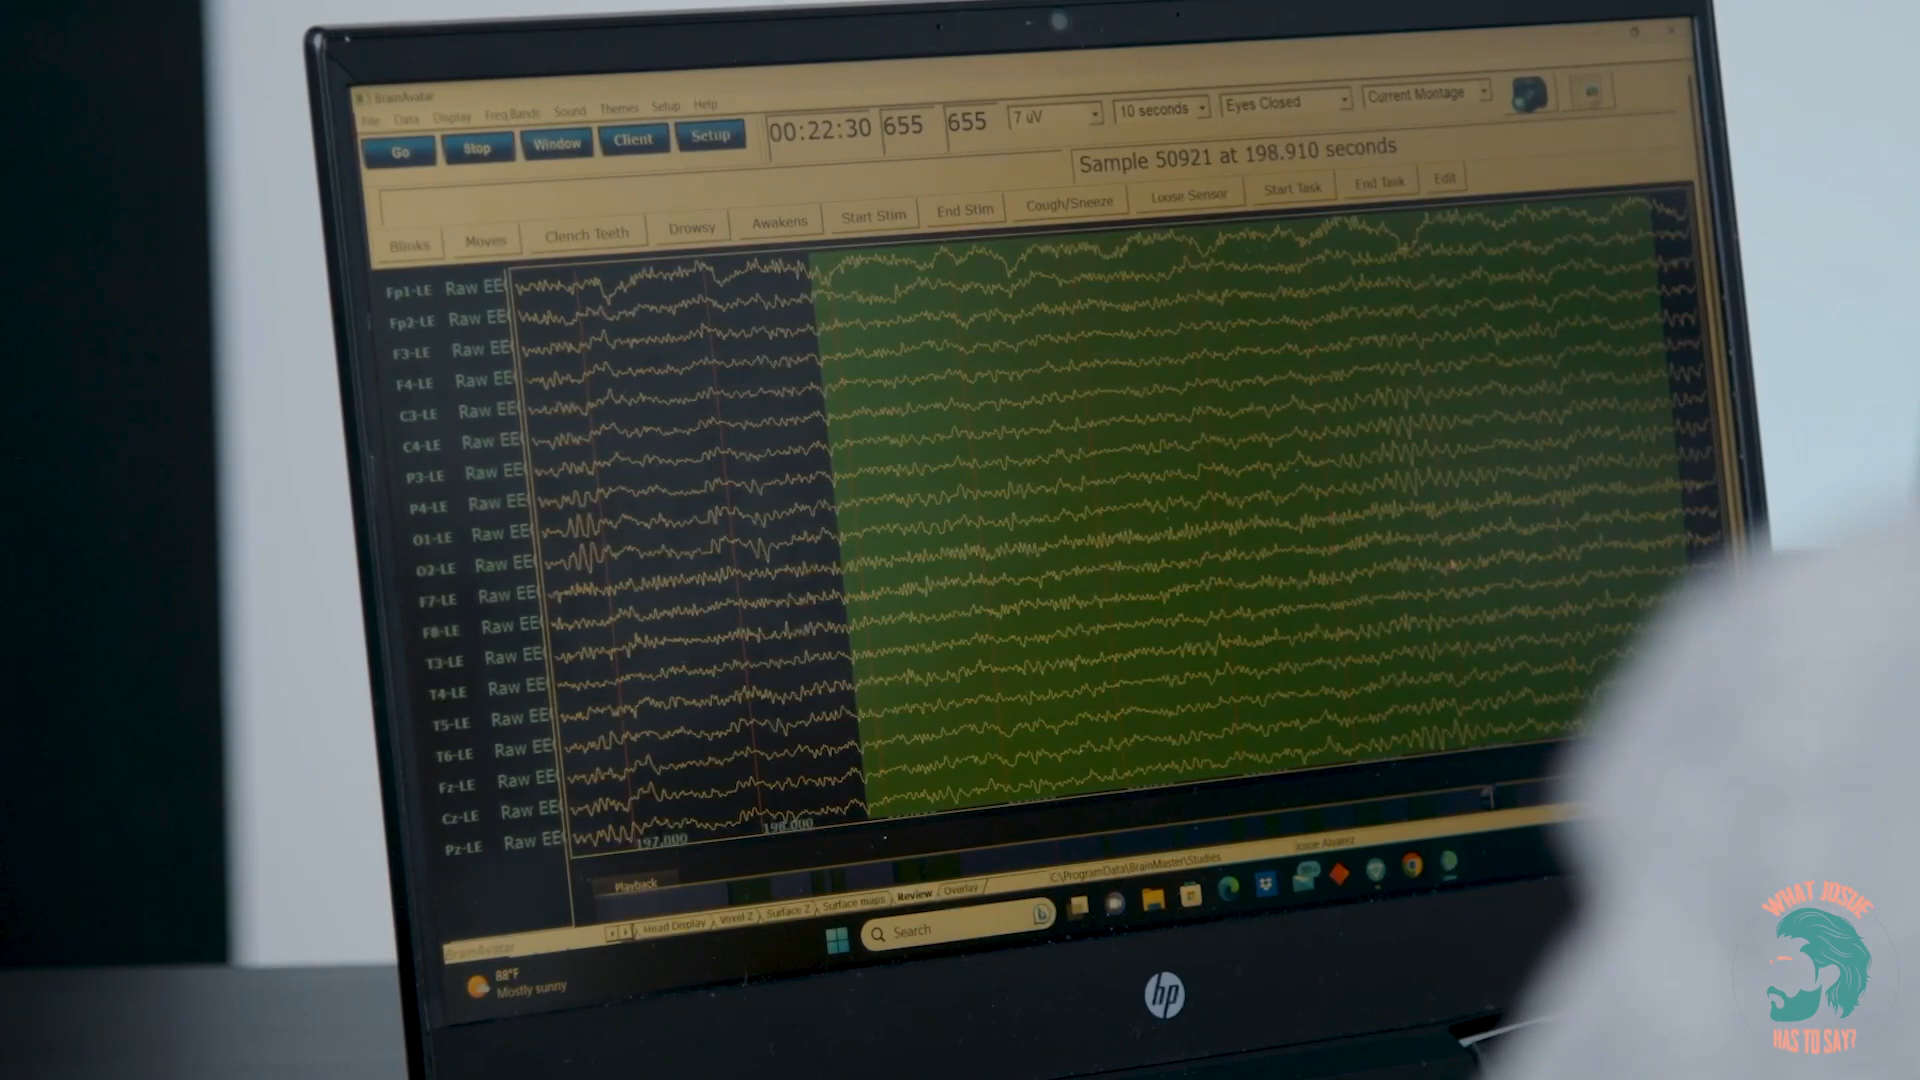 BrainAvatar
File Data Display Freq.Bands Sound Themes Setup Help
Go Stop Window Client Setup 00:22:30 655 655 7 uV 10 seconds Eyes Closed Current Montage
Sample 50921 at 198.910 seconds
Blinks Moves Clench Teeth Drowsy Awakens Start Stim End Stim Cough/Sneeze Loose Sensor Start Task End Task Edit
Fp1-LE Raw EE
Fp2-LE Raw EE
F3-LE Raw EE
F4-LE Raw EE
C3-LE Raw EE
C4-LE Raw EE
P3-LE Raw EE
P4-LE Raw EE
O1-LE Raw EE
O2-LE Raw EE
F7-LE Raw EE
F8-LE Raw EE
T3-LE Raw EE
T4-LE Raw EE
T5-LE Raw EE
T6-LE Raw EE
Fz-LE Raw EE
Cz-LE Raw EE
Pz-LE Raw EE
197.000 198.000
Playback
Head Display Voxel Z Surface Z Surface maps Review Overlay C:\ProgramData\BrainMaster\Studies Josue Alvarez
BrainAvatar
Search
88°F
Mostly sunny
hp
WHAT JOSUE
HAS TO SAY?